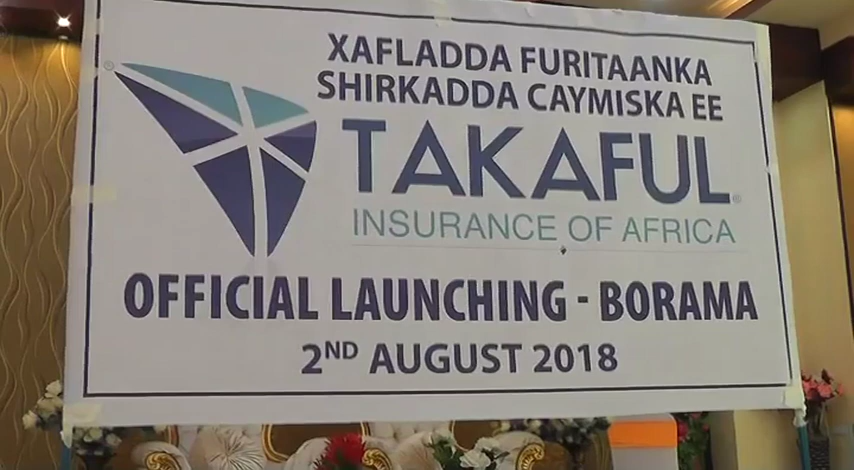 XAFLADDA FURITAANKA
SHIRKADDA CAYMISKA EE
TAKAFUL
INSURANCE OF AFRICA
OFFICIAL LAUNCHING - BORAMA
2ND AUGUST 2018